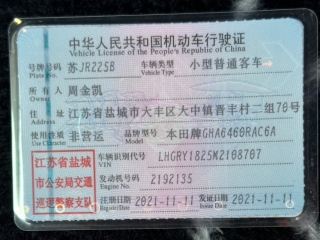 中华人民共和国机动车行驶证
Vehicle License of the People's Republic of China
号牌号码 苏JR22SB 车辆类型 小型普通客车
Plate No. Vehicle Type
所有人 周金凯
Owner
住址 江苏省盐城市大丰区大中镇吾丰村二组70号
Address
使用性质 非营运 品牌型号 本田牌GHA6460RAC6A
Use Character Model
江苏省盐城 车辆识别代号 LHGRY1825M2108707
VIN
市公安局交通 发动机号码 2192135
Engine No.
巡逻警察支队 注册日期 2021-11-11 发证日期 2021-11-11
Register Date Issue Date